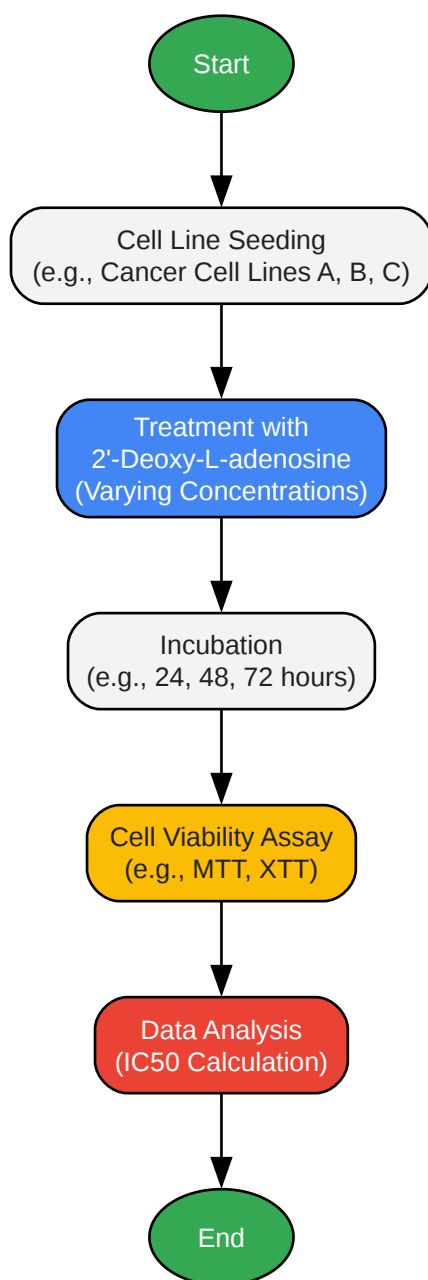 Start
Cell Line Seeding
(e.g., Cancer Cell Lines A, B, C)
Treatment with
2'-Deoxy-L-adenosine
(Varying Concentrations)
Incubation
(e.g., 24, 48, 72 hours)
Cell Viability Assay
(e.g., MTT, XTT)
Data Analysis
(IC50 Calculation)
End